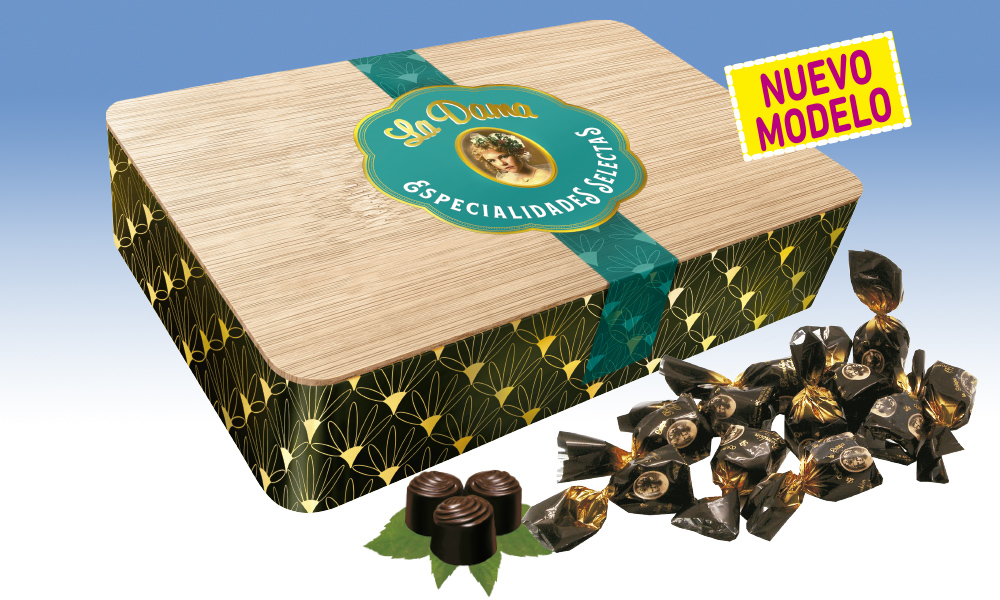 La Dama
ESPECIALIDADES SELECTAS
NUEVO
MODELO